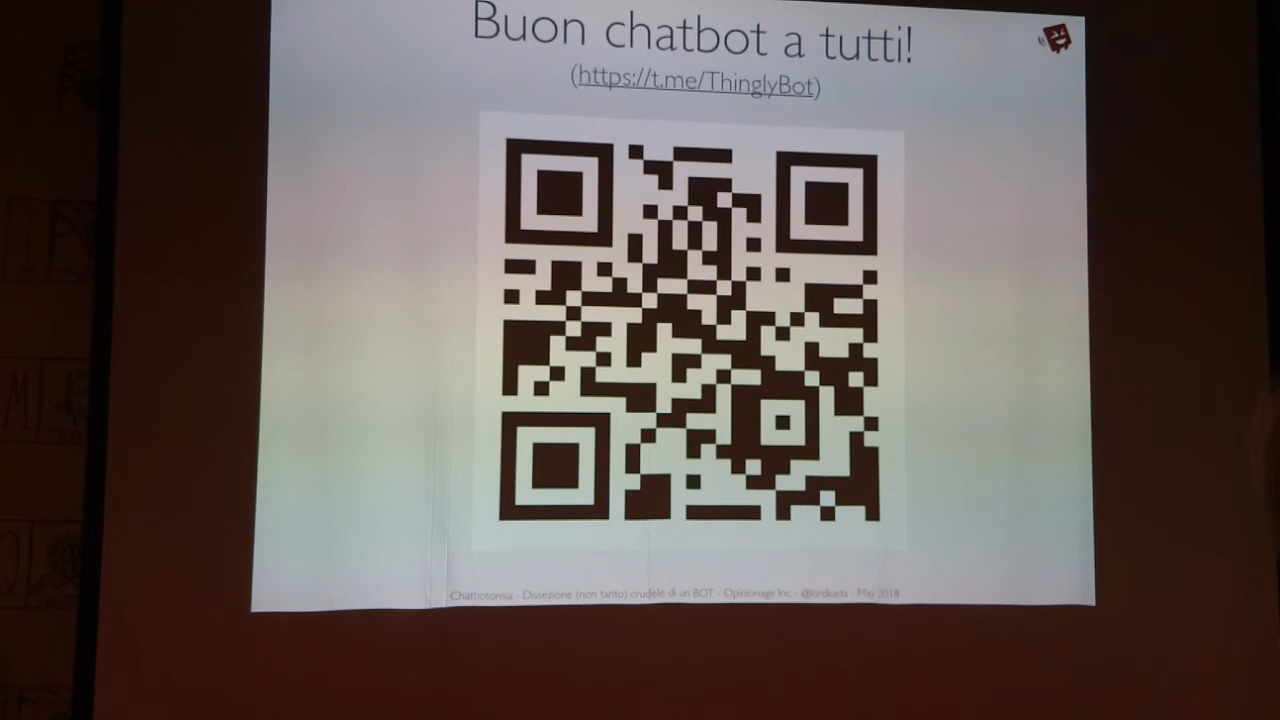 Buon chatbot a tutti!
(https://t.me/ThinglyBot)
Chatbotomia - Dissezione (non tanto) crudele di un BOT - Opinionage Inc. - @lordkada - May 2018